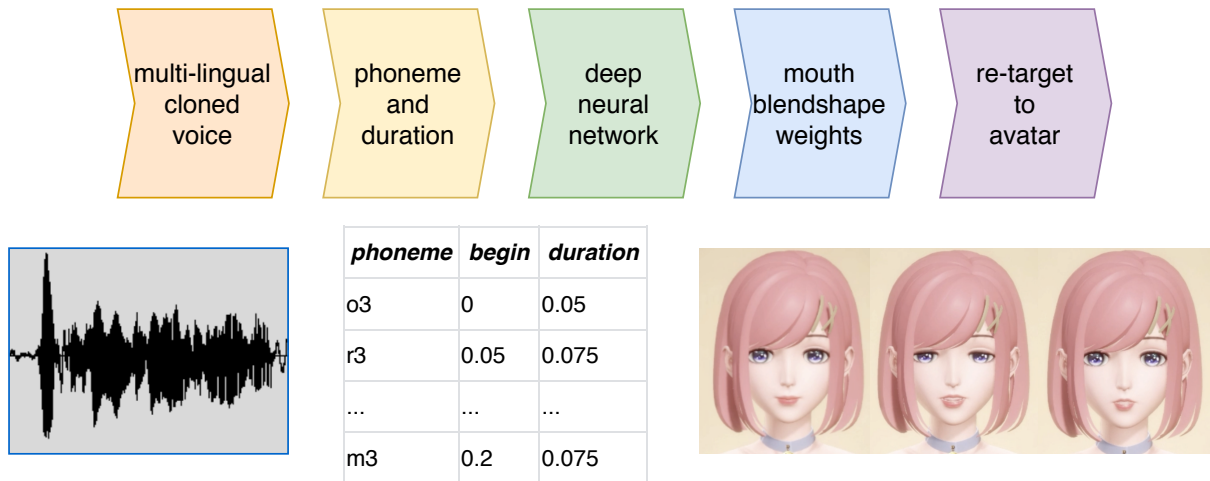 multi-lingual
cloned
voice
phoneme
and
duration
deep
neural
network
mouth
blendshape
weights
re-target
to
avatar
phoneme begin duration
o3 0 0.05
r3 0.05 0.075
... ... ...
m3 0.2 0.075